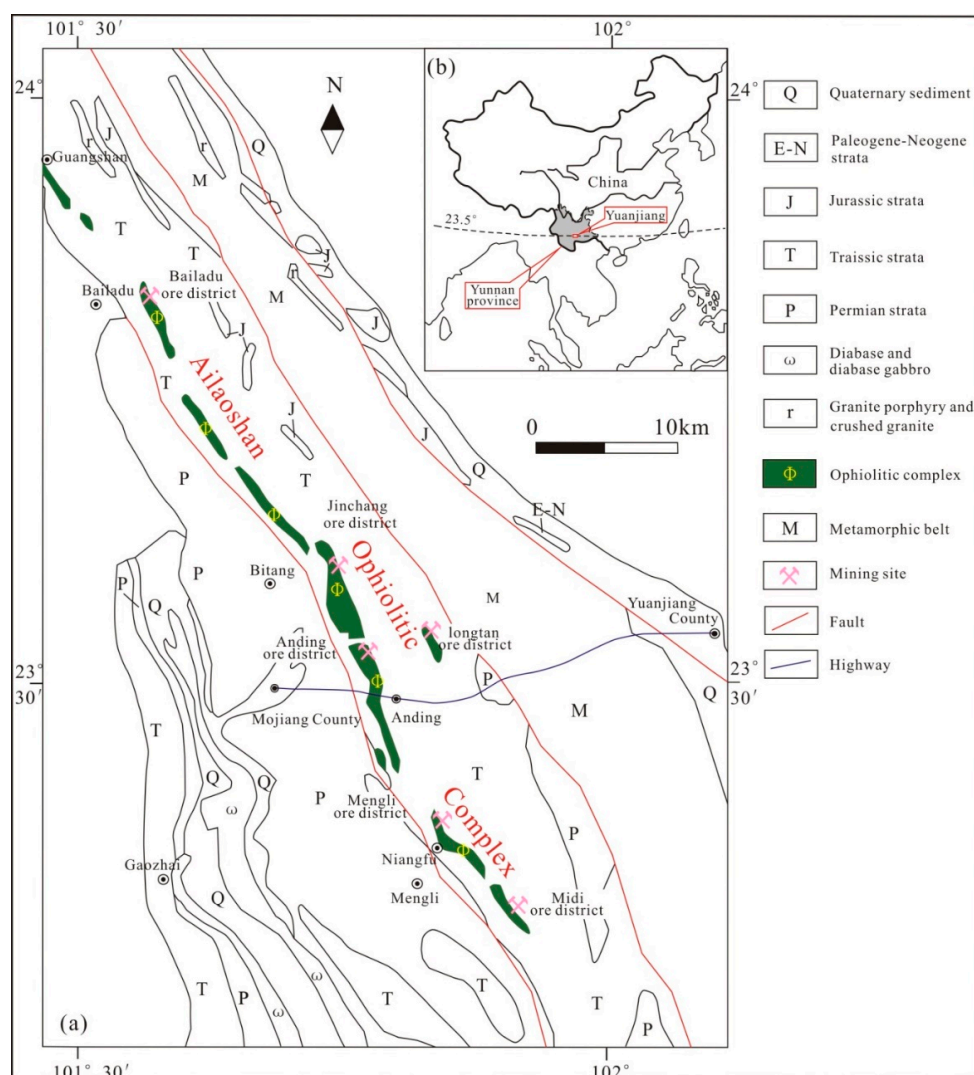 101° 30′
102°
24°
24°
N
(b)
China
Yuanjiang
23.5°
Yunnan
province
0
10km
Q
J
r
r
Guangshan
M
T
T
J
r
Bailadu
ore district
M
Bailadu
Φ
J
J
T
Ailaoshan
J
J
Φ
Q
P
T
E-N
Jinchang
ore district
Φ
Ophiolitic
P
P
Bitang
Φ
M
Q
Yuanjiang
County
Anding
ore district
Iongtan
ore district
23°
30′
23°
30′
Φ
P
Q
Mojiang County
Anding
M
T
T
Q
Q
P
Mengli
ore district
Complex
ω
P
Niangfu
Φ
Gaozhai
Mengli
Midi
ore district
Q
T
T
ω
T
P
ω
T
T
P
(a)
101° 30′
102°
Q
Quaternary sediment
E-N
Paleogene-Neogene
strata
J
Jurassic strata
T
Traissic strata
P
Permian strata
ω
Diabase and
diabase gabbro
r
Granite porphyry and
crushed granite
Φ
Ophiolitic complex
M
Metamorphic belt
Mining site
Fault
Highway